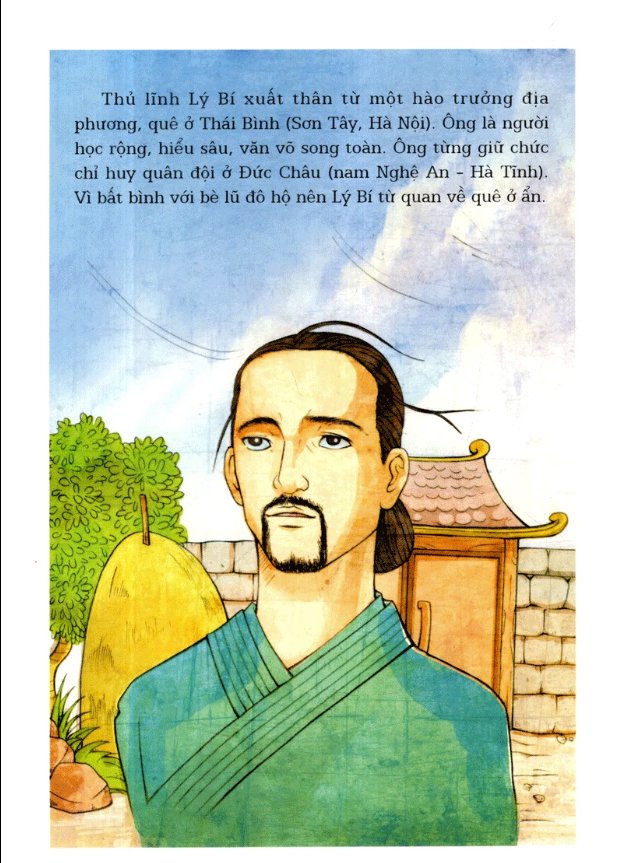 Thủ lĩnh Lý Bí xuất thân từ một hào trưởng địa
phương, quê ở Thái Bình (Sơn Tây, Hà Nội). Ông là người
học rộng, hiểu sâu, văn võ song toàn. Ông từng giữ chức
chỉ huy quân đội ở Đức Châu (nam Nghệ An – Hà Tĩnh).
Vì bất bình với bè lũ đô hộ nên Lý Bí từ quan về quê ở ẩn.